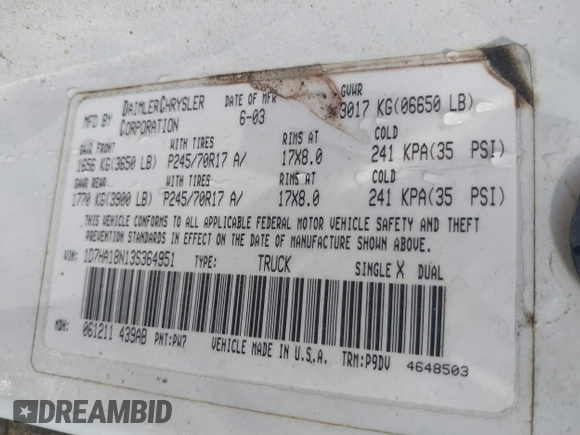 MFD BY DAIMLERCHRYSLER CORPORATION DATE OF MFR 6-03 GVWR 3017 KG(06650 LB)
GAWR FRONT WITH TIRES RIMS AT COLD
1656 KG(3650 LB) P245/70R17 A/ 17X8.0 241 KPA(35 PSI)
GAWR REAR WITH TIRES RIMS AT COLD
1770 KG(3900 LB) P245/70R17 A/ 17X8.0 241 KPA(35 PSI)
THIS VEHICLE CONFORMS TO ALL APPLICABLE FEDERAL MOTOR VEHICLE SAFETY AND THEFT
PREVENTION STANDARDS IN EFFECT ON THE DATE OF MANUFACTURE SHOWN ABOVE.
VIN: 1D7HA18N13S364951 TYPE: TRUCK SINGLE X DUAL
MDH: 061211 439AB PNT:PW7 VEHICLE MADE IN U.S.A. TRM:P9DV 4648503
DREAMBID